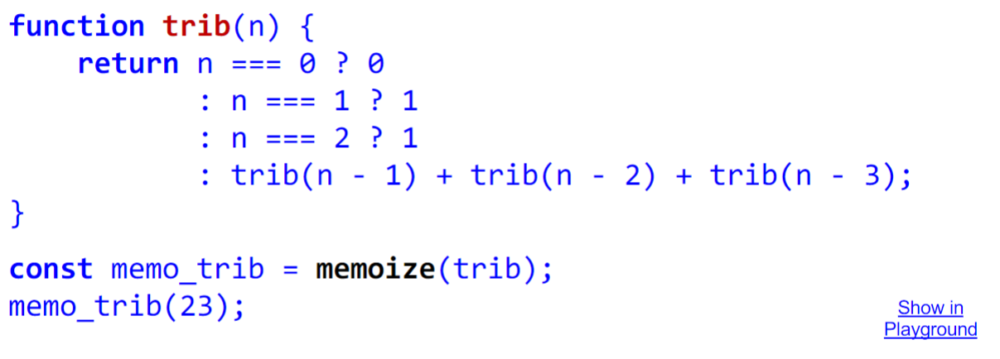 function trib(n) {
    return n === 0 ? 0
           : n === 1 ? 1
           : n === 2 ? 1
           : trib(n - 1) + trib(n - 2) + trib(n - 3);
}
const memo_trib = memoize(trib);
memo_trib(23);
Show in
Playground